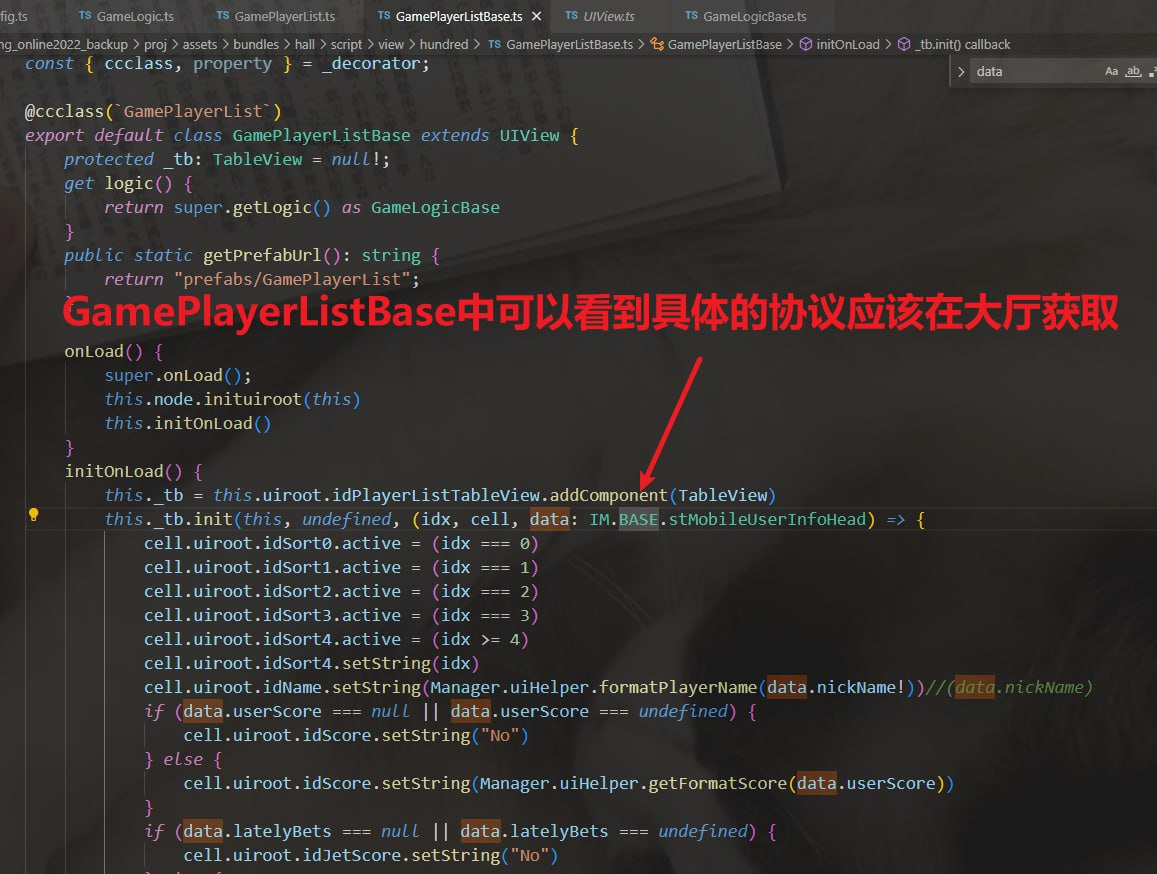 fig.ts TS GameLogic.ts TS GamePlayerList.ts TS GamePlayerListBase.ts × TS UIView.ts TS GameLogicBase.ts
ng_online2022_backup > proj > assets > bundles > hall > script > view > hundred > TS GamePlayerListBase.ts > GamePlayerListBase > initOnLoad > _tb.init() callback
const { ccclass, property } = _decorator;
> data Aa ab
@ccclass(`GamePlayerList`)
export default class GamePlayerListBase extends UIView {
protected _tb: TableView = null!;
get logic() {
return super.getLogic() as GameLogicBase
}
public static getPrefabUrl(): string {
return "prefabs/GamePlayerList";
}
GamePlayerListBase中可以看到具体的协议应该在大厅获取
onLoad() {
super.onLoad();
this.node.inituiroot(this)
this.initOnLoad()
}
initOnLoad() {
this._tb = this.uiroot.idPlayerListTableView.addComponent(TableView)
this._tb.init(this, undefined, (idx, cell, data: IM.BASE.stMobileUserInfoHead) => {
cell.uiroot.idSort0.active = (idx === 0)
cell.uiroot.idSort1.active = (idx === 1)
cell.uiroot.idSort2.active = (idx === 2)
cell.uiroot.idSort3.active = (idx === 3)
cell.uiroot.idSort4.active = (idx >= 4)
cell.uiroot.idSort4.setString(idx)
cell.uiroot.idName.setString(Manager.uiHelper.formatPlayerName(data.nickName!))//(data.nickName)
if (data.userScore === null || data.userScore === undefined) {
cell.uiroot.idScore.setString("No")
} else {
cell.uiroot.idScore.setString(Manager.uiHelper.getFormatScore(data.userScore))
}
if (data.latelyBets === null || data.latelyBets === undefined) {
cell.uiroot.idJetScore.setString("No")